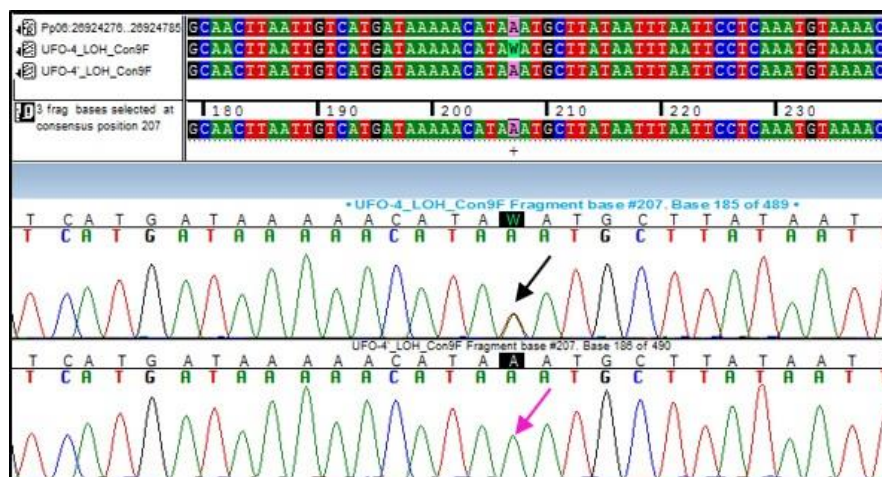 Pp06:26924276..26924785 GCAACTTAATTGTCATGATAAAAACATAAATGCTTATAATTTAATTCCTCAAATGTAAAAC
UFO-4_LOH_Con9F GCAACTTAATTGTCATGATAAAAACATAWATGCTTATAATTTAATTCCTCAAATGTAAAAC
UFO-4'_LOH_Con9F GCAACTTAATTGTCATGATAAAAACATAAATGCTTATAATTTAATTCCTCAAATGTAAAAC
3 frag bases selected at 180 190 200 210 220 230
consensus position 207 GCAACTTAATTGTCATGATAAAAACATAAATGCTTATAATTTAATTCCTCAAATGTAAAAC
+
• UFO-4_LOH_Con9F Fragment base #207. Base 185 of 489 •
T C A T G A T A A A A A C A T A W A T G C T T A T A A T
T C A T G A T A A A A A C A T A A A T G C T T A T A A T
UFO-4'_LOH_Con9F Fragment base #207. Base 186 of 490
T C A T G A T A A A A A C A T A A A T G C T T A T A A T
T C A T G A T A A A A A C A T A A A T G C T T A T A A T T